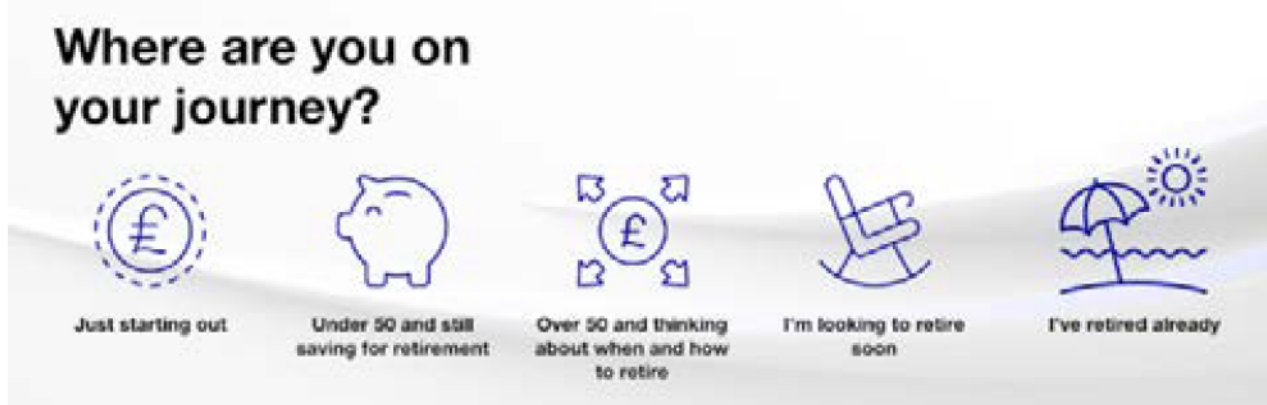 Where are you on
your journey?
£
£
Just starting out
Under 50 and still
saving for retirement
Over 50 and thinking
about when and how
to retire
I'm looking to retire
soon
I've retired already